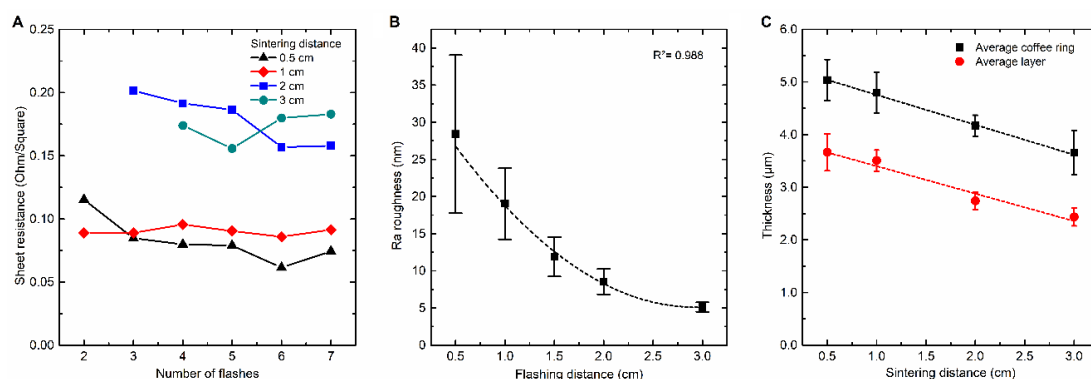 A
0.25
0.20
0.15
0.10
0.05
0.00
Sheet resistance (Ohm/Square)
Sintering distance
0.5 cm
1 cm
2 cm
3 cm
2 3 4 5 6 7
Number of flashes
B
40
35
30
25
20
15
10
5
0
Ra roughness (nm)
R²= 0.988
0.5 1.0 1.5 2.0 2.5 3.0
Flashing distance (cm)
C
6.0
5.0
4.0
3.0
2.0
1.0
0.0
Thickness (μm)
Average coffee ring
Average layer
0.5 1.0 1.5 2.0 2.5 3.0
Sintering distance (cm)